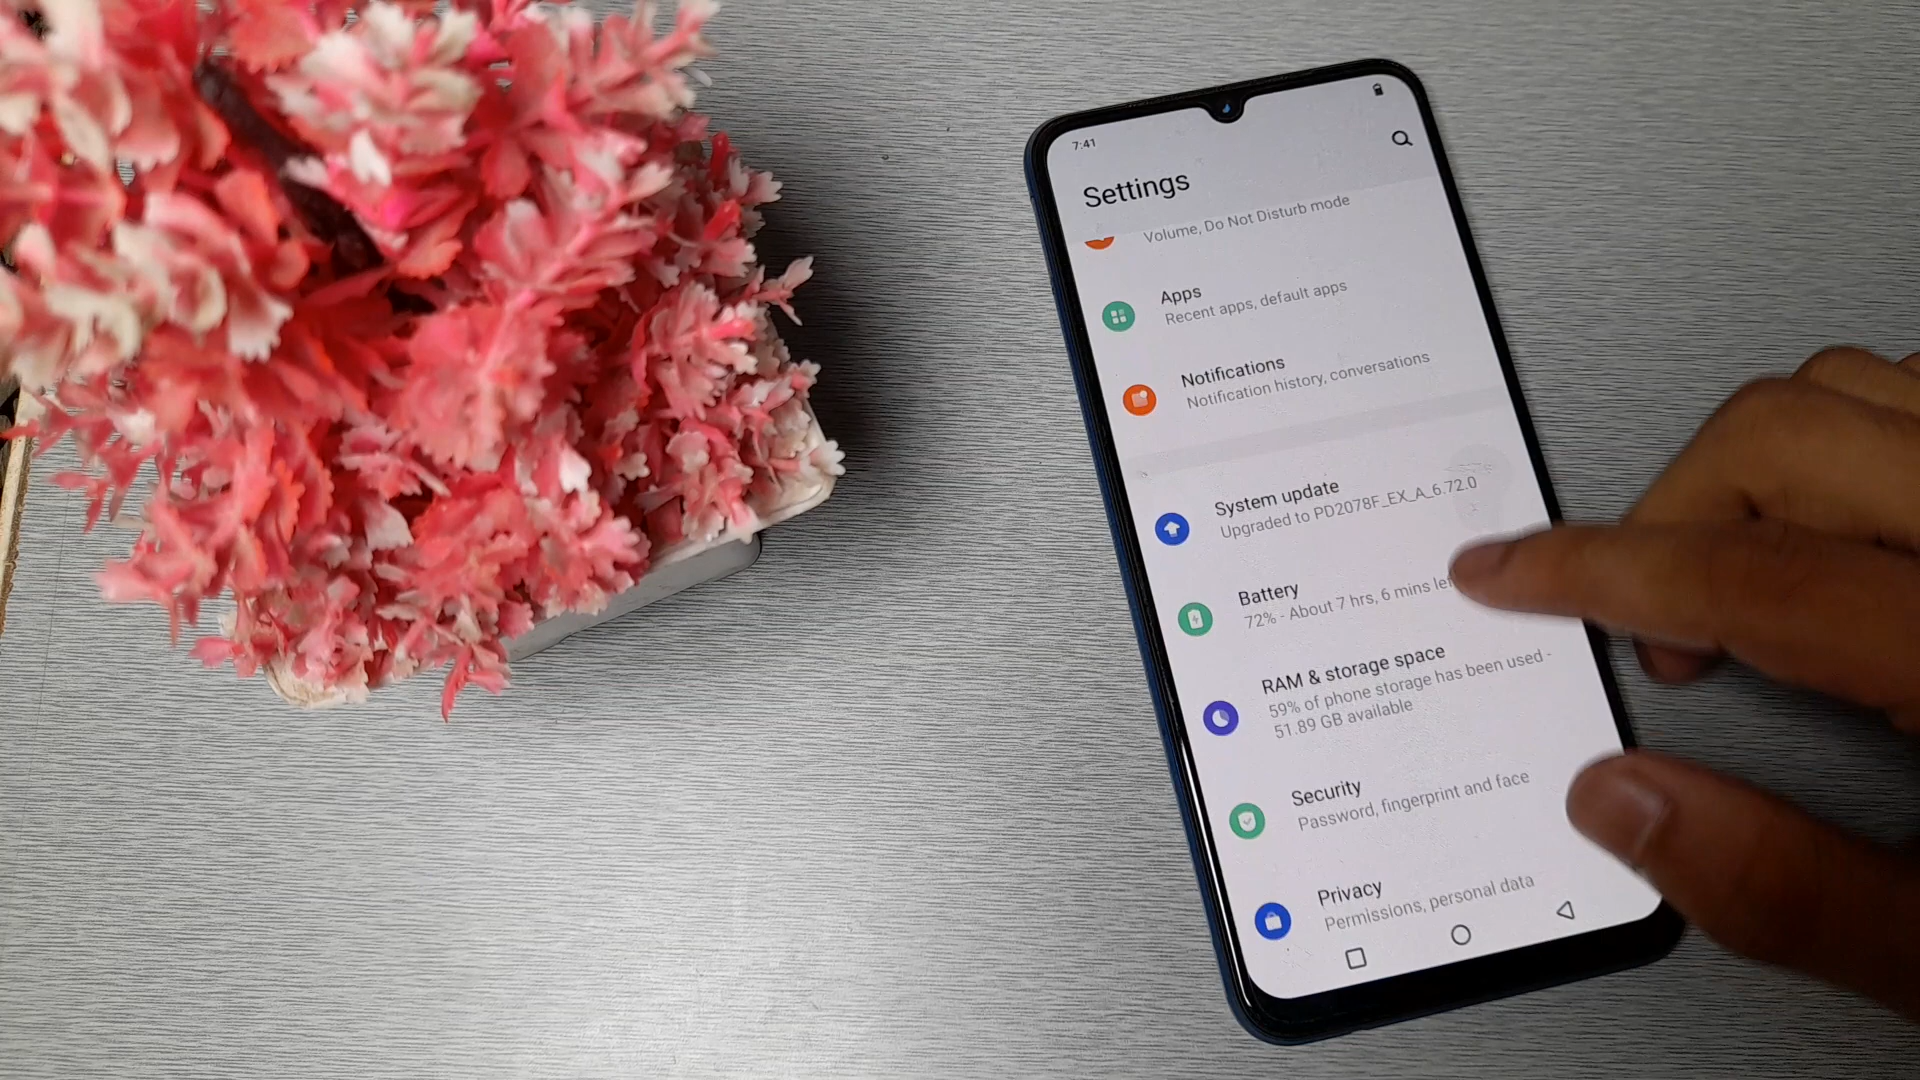 7:41
Settings
Volume, Do Not Disturb mode
Apps
Recent apps, default apps
Notifications
Notification history, conversations
System update
Upgraded to PD2078F_EX_A_6.72.0
Battery
72% - About 7 hrs, 6 mins
RAM & storage space
59% of phone storage has been used -
51.89 GB available
Security
Password, fingerprint and face
Privacy
Permissions, personal data